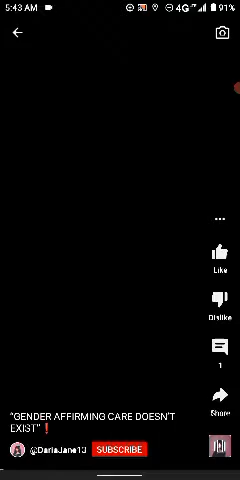 5:43 AM 4G 91%
Like
Dislike
1
Share
"GENDER AFFIRMING CARE DOESN'T
EXIST"❗
@DariaJane13 SUBSCRIBE